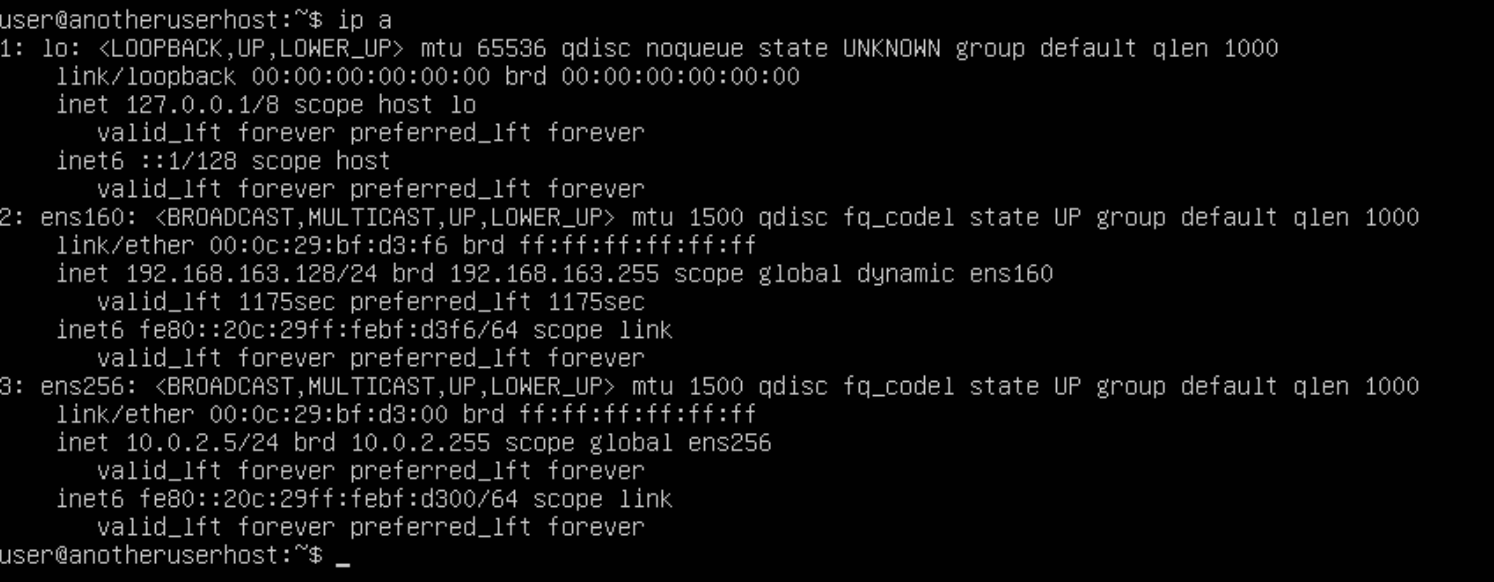 user@anotheruserhost:~$ ip a
1: lo: <LOOPBACK,UP,LOWER_UP> mtu 65536 qdisc noqueue state UNKNOWN group default qlen 1000
    link/loopback 00:00:00:00:00:00 brd 00:00:00:00:00:00
    inet 127.0.0.1/8 scope host lo
       valid_lft forever preferred_lft forever
    inet6 ::1/128 scope host
       valid_lft forever preferred_lft forever
2: ens160: <BROADCAST,MULTICAST,UP,LOWER_UP> mtu 1500 qdisc fq_codel state UP group default qlen 1000
    link/ether 00:0c:29:bf:d3:f6 brd ff:ff:ff:ff:ff:ff
    inet 192.168.163.128/24 brd 192.168.163.255 scope global dynamic ens160
       valid_lft 1175sec preferred_lft 1175sec
    inet6 fe80::20c:29ff:febf:d3f6/64 scope link
       valid_lft forever preferred_lft forever
3: ens256: <BROADCAST,MULTICAST,UP,LOWER_UP> mtu 1500 qdisc fq_codel state UP group default qlen 1000
    link/ether 00:0c:29:bf:d3:00 brd ff:ff:ff:ff:ff:ff
    inet 10.0.2.5/24 brd 10.0.2.255 scope global ens256
       valid_lft forever preferred_lft forever
    inet6 fe80::20c:29ff:febf:d300/64 scope link
       valid_lft forever preferred_lft forever
user@anotheruserhost:~$ _